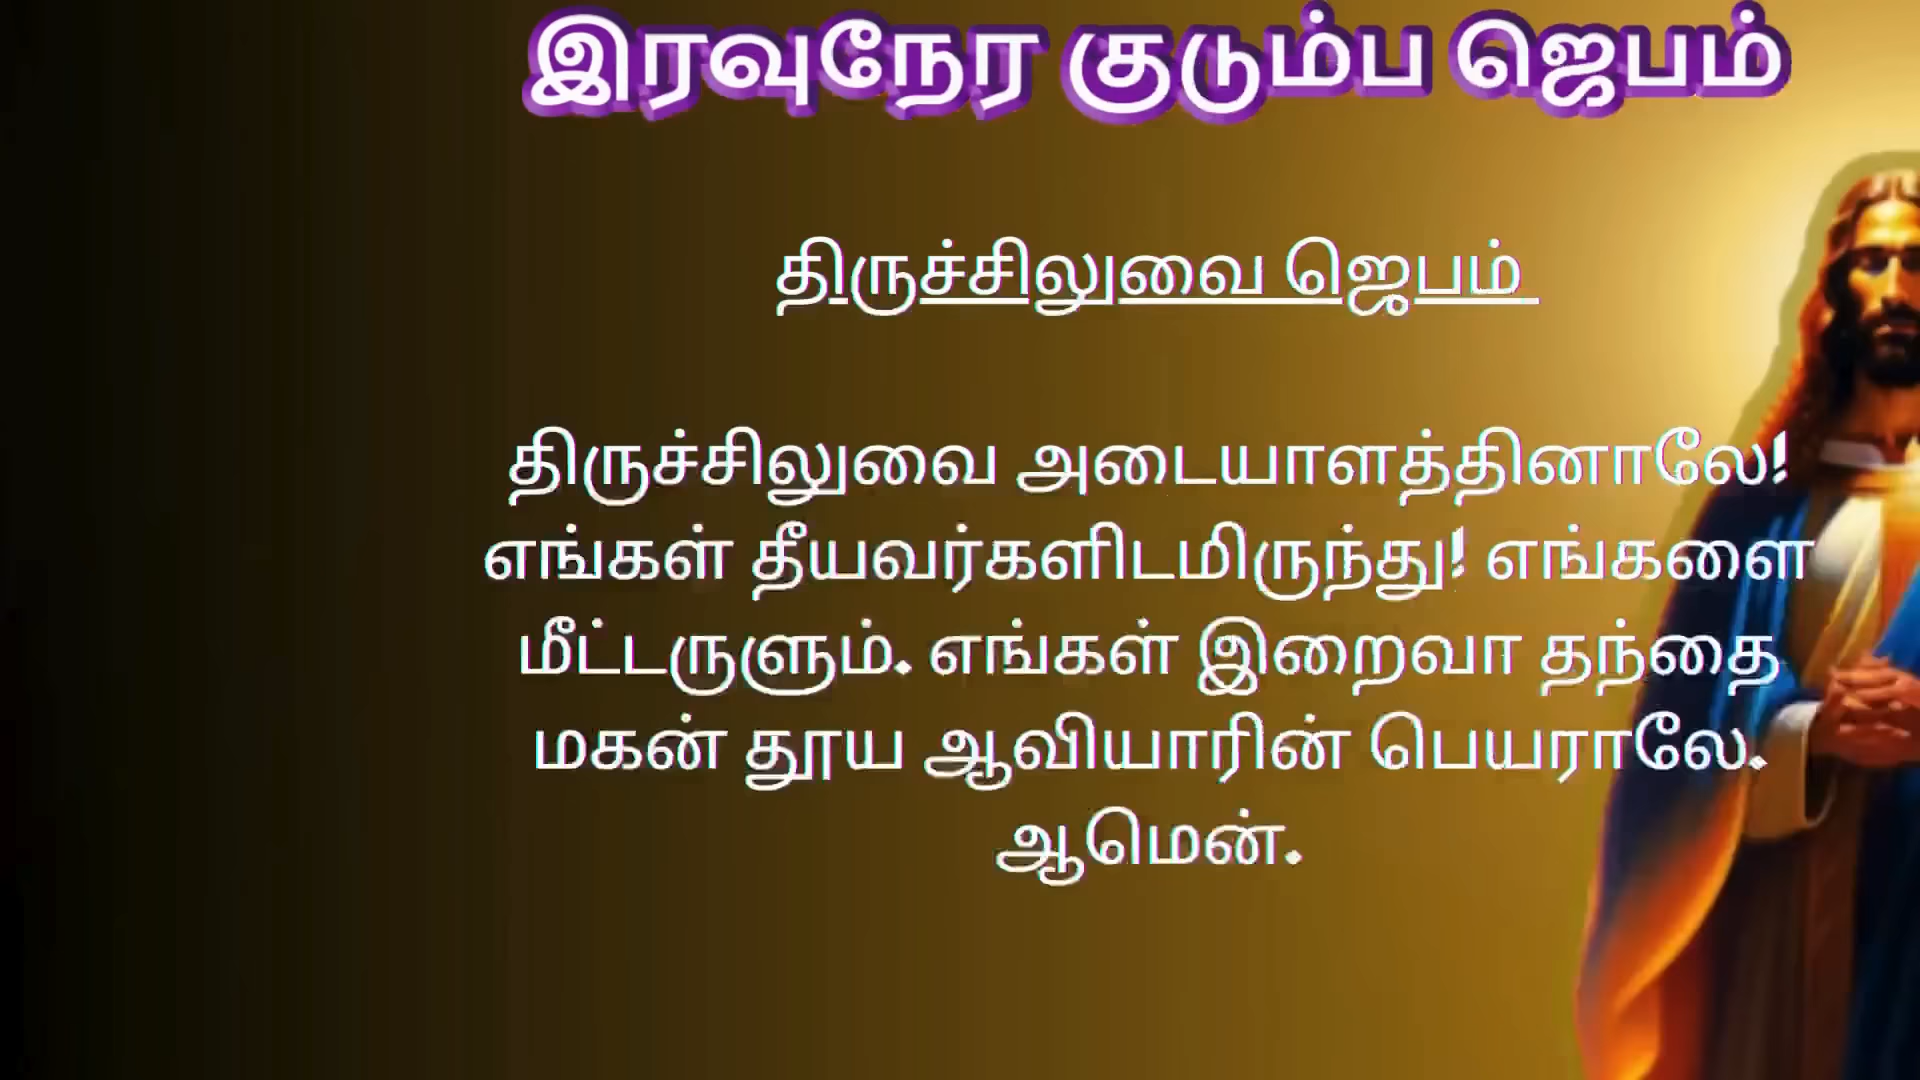 இரவுநேர குடும்ப ஜெபம்
திருச்சிலுவை ஜெபம்
திருச்சிலுவை அடையாளத்தினாலே!
எங்கள் தீயவர்களிடமிருந்து! எங்களை
மீட்டருளும். எங்கள் இறைவா தந்தை
மகன் தூய ஆவியாரின் பெயராலே.
ஆமென்.